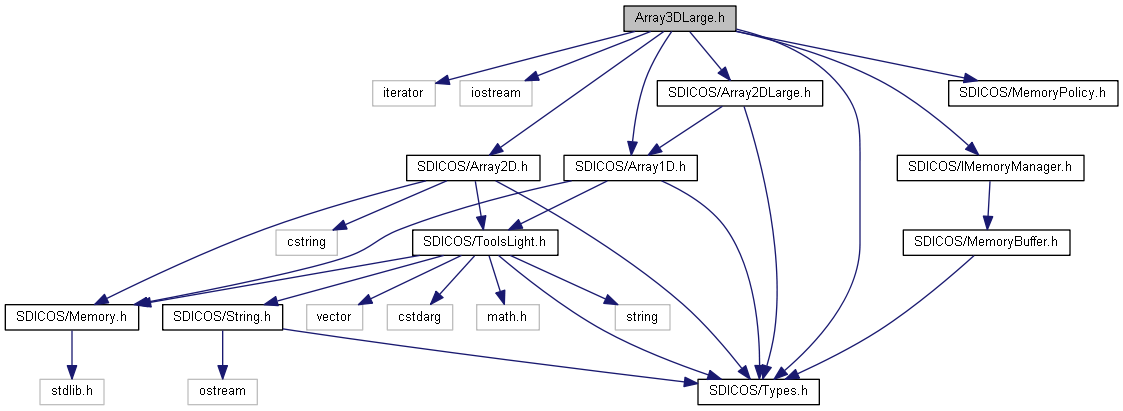 Array3DLarge.h
iterator
iostream
SDICOS/Array2DLarge.h
SDICOS/MemoryPolicy.h
SDICOS/Array2D.h
SDICOS/Array1D.h
SDICOS/IMemoryManager.h
cstring
SDICOS/ToolsLight.h
SDICOS/MemoryBuffer.h
SDICOS/Memory.h
SDICOS/String.h
vector
cstdarg
math.h
string
stdlib.h
ostream
SDICOS/Types.h